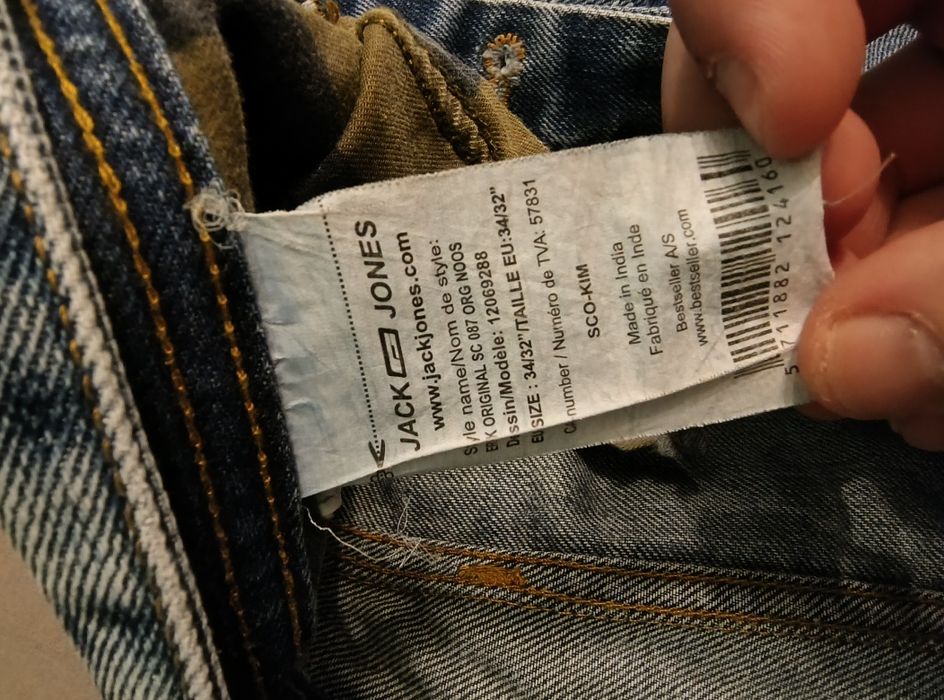 JACK JONES
www.jackjones.com
Style name/Nom de style:
ERIK ORIGINAL SC 087 ORG NOOS
Dessin/Modèle: 12069288
EUSIZE : 34/32"/TAILLE EU:34/32"
number / Numéro de TVA: 57831
SCO-KIM
Made in India
Fabriqué en Inde
Bestseller A/S
www.bestseller.com
5 711882 124160